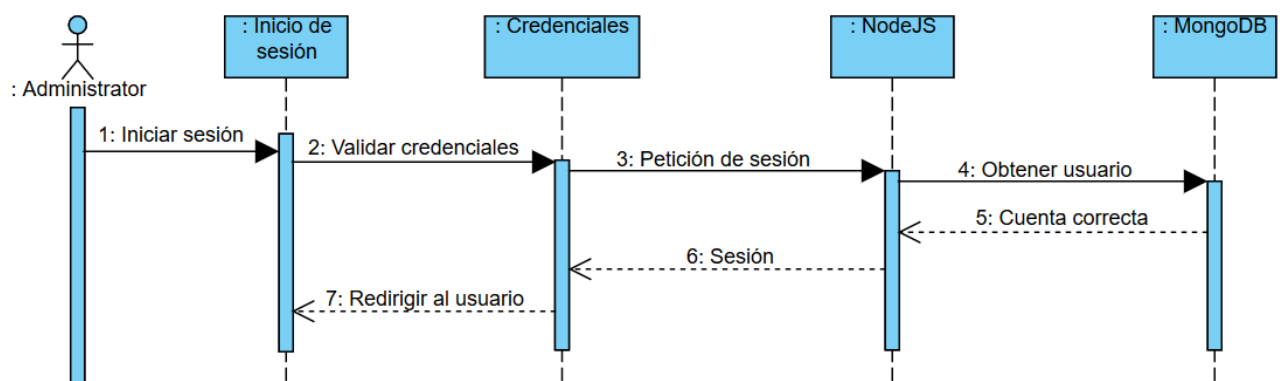 : Inicio de
sesión
: Credenciales
: NodeJS
: MongoDB
: Administrator
1: Iniciar sesión
2: Validar credenciales
3: Petición de sesión
4: Obtener usuario
5: Cuenta correcta
6: Sesión
7: Redirigir al usuario